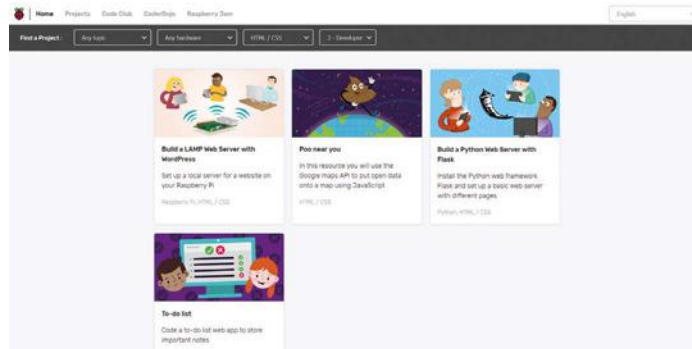 Home Projects Code Club CoderDojo Raspberry Jam
English
Find a Project: Any topic Any hardware HTML / CSS 3 - Developer
Build a LAMP Web Server with
WordPress
Set up a local server for a website on
your Raspberry Pi
Raspberry Pi, HTML / CSS
Poo near you
In this resource you will use the
Google maps API to put open data
onto a map using JavaScript
HTML / CSS
Build a Python Web Server with
Flask
Install the Python web framework
Flask and set up a basic web server
with different pages
Python, HTML / CSS
To-do list
Code a to-do list web app to store
important notes